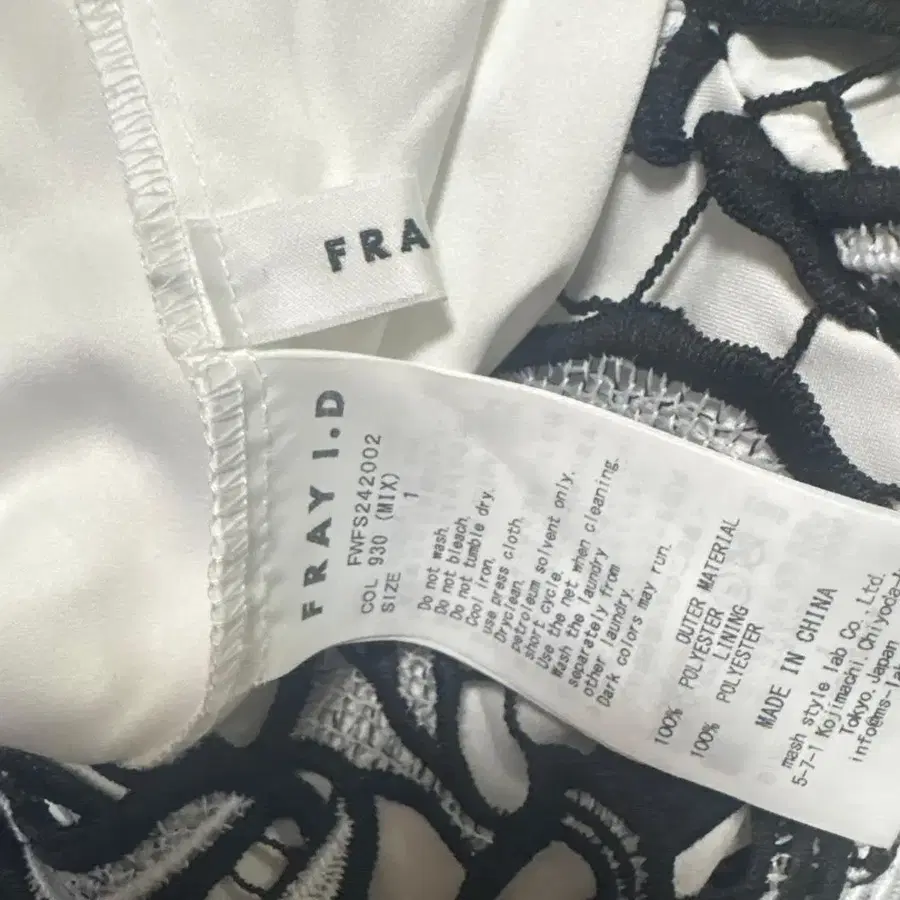 FRA
FRAY I.D
FWFS242002
COL 930 (MIX)
SIZE 1
Do not wash.
Do not bleach.
Do not tumble dry.
Cool iron.
use press cloth.
Dryclean.
petroleum solvent only.
short cycle.
Use the net when cleaning.
Wash the laundry
separately from
other laundry.
Dark colors may run.
OUTER MATERIAL
100% POLYESTER
LINING
100% POLYESTER
MADE IN CHINA
mash style lab Co.,Ltd.
5-7-1 Kojimachi,Chiyoda-
Tokyo,Japan
info@ms-